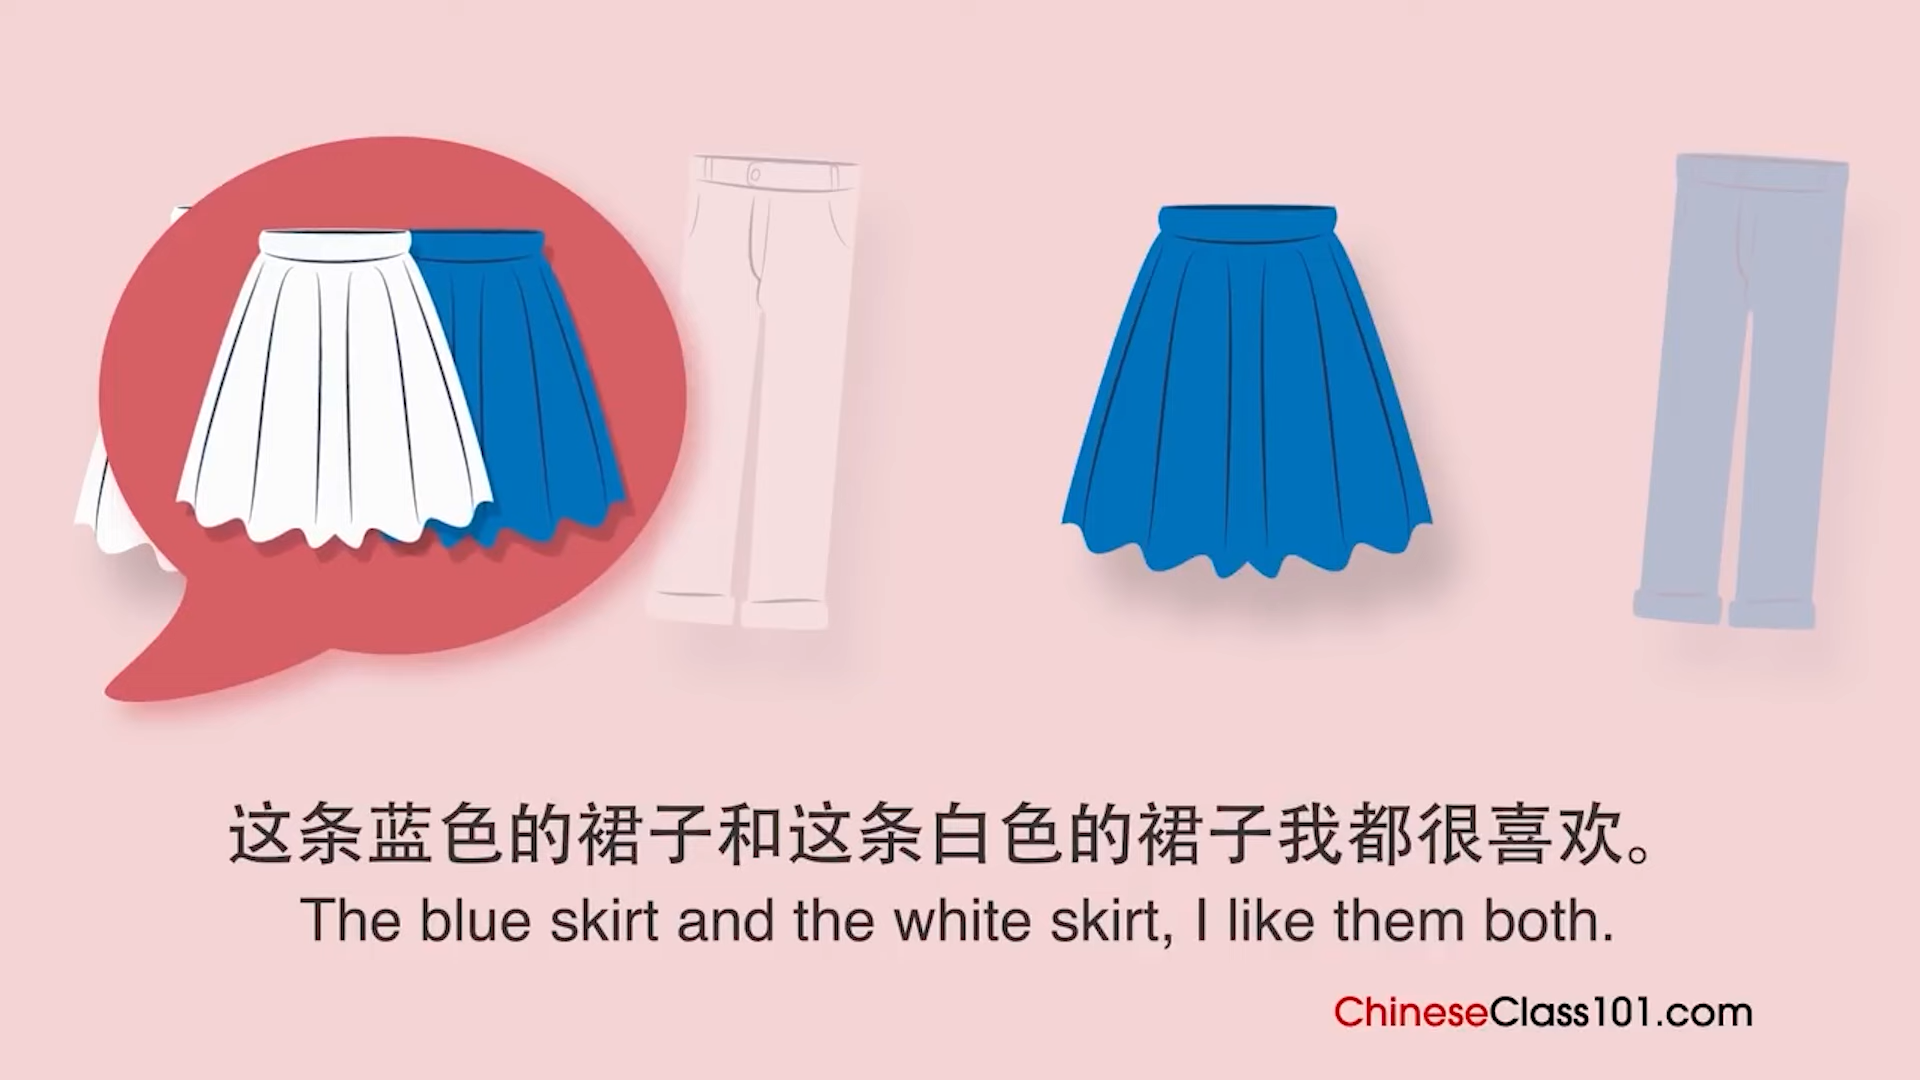 这条蓝色的裙子和这条白色的裙子我都很喜欢。
The blue skirt and the white skirt, I like them both.
ChineseClass101.com